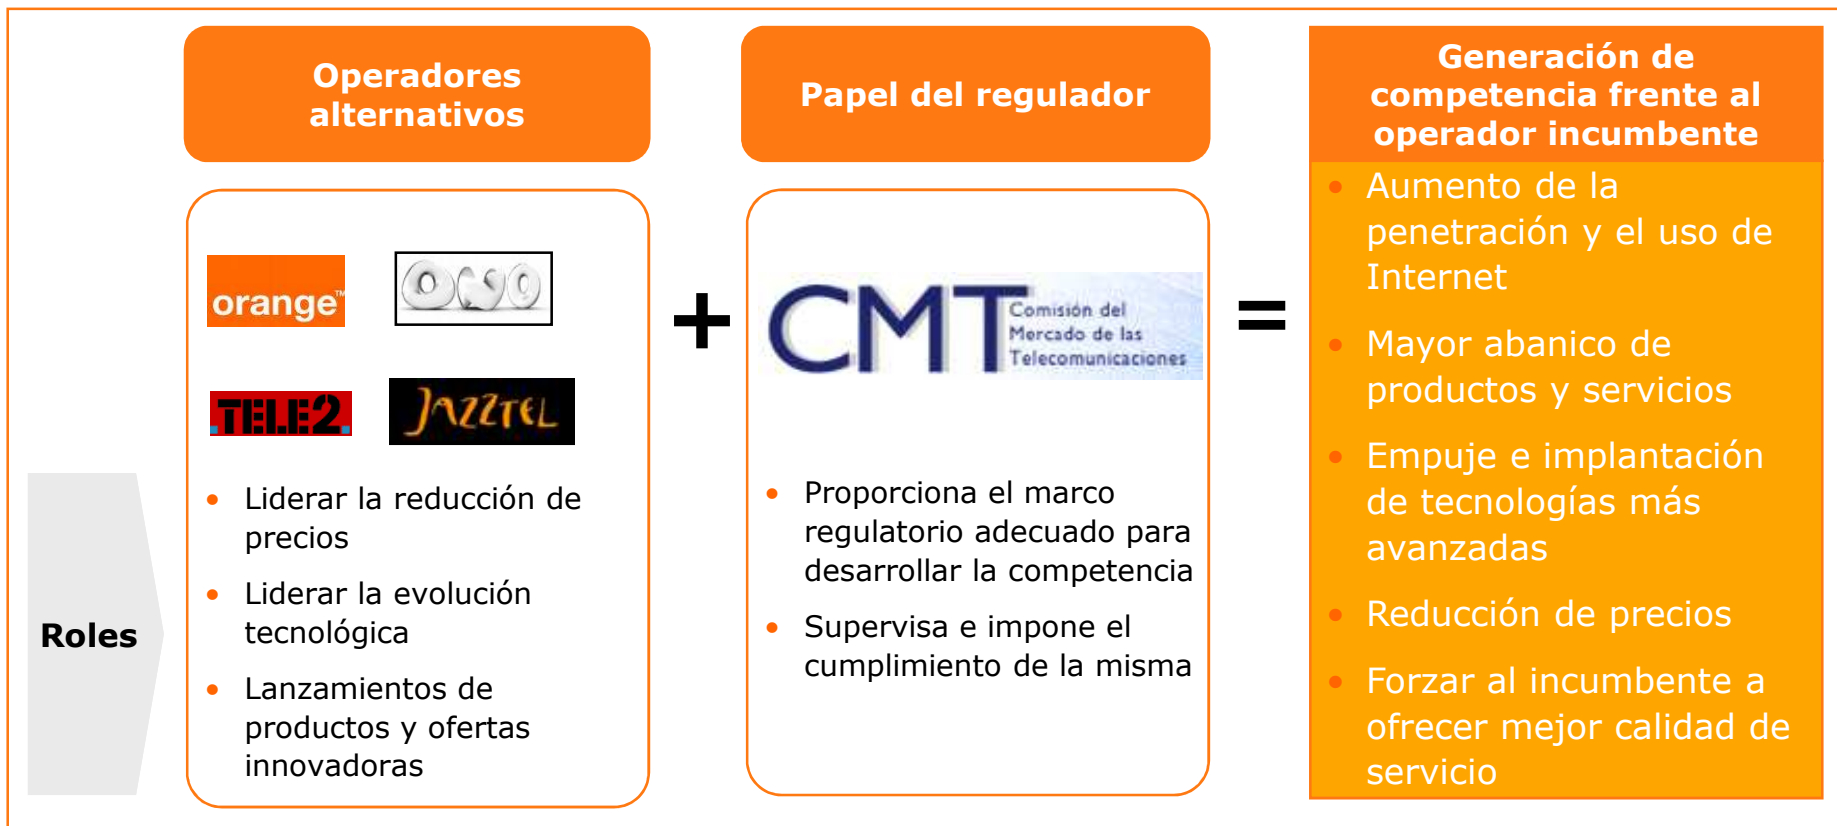 Operadores
alternativos
Papel del regulador
Generación de
competencia frente al
operador incumbente
orange™
ONO
TELE2.
JAZZTEL
+
CMT
Comisión del
Mercado de las
Telecomunicaciones
=
Roles
• Liderar la reducción de
precios
• Liderar la evolución
tecnológica
• Lanzamientos de
productos y ofertas
innovadoras
• Proporciona el marco
regulatorio adecuado para
desarrollar la competencia
• Supervisa e impone el
cumplimiento de la misma
• Aumento de la
penetración y el uso de
Internet
• Mayor abanico de
productos y servicios
• Empuje e implantación
de tecnologías más
avanzadas
• Reducción de precios
• Forzar al incumbente a
ofrecer mejor calidad de
servicio